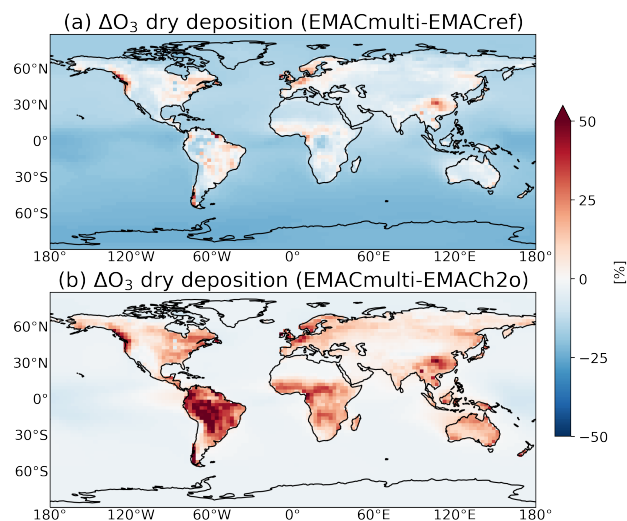 (a) ΔO₃ dry deposition (EMACmulti-EMACref)
60°N
30°N
0°
30°S
60°S
180° 120°W 60°W 0° 60°E 120°E 180°
(b) ΔO₃ dry deposition (EMACmulti-EMACh2o)
60°N
30°N
0°
30°S
60°S
180° 120°W 60°W 0° 60°E 120°E 180°
50
25
0
−25
−50
[%]